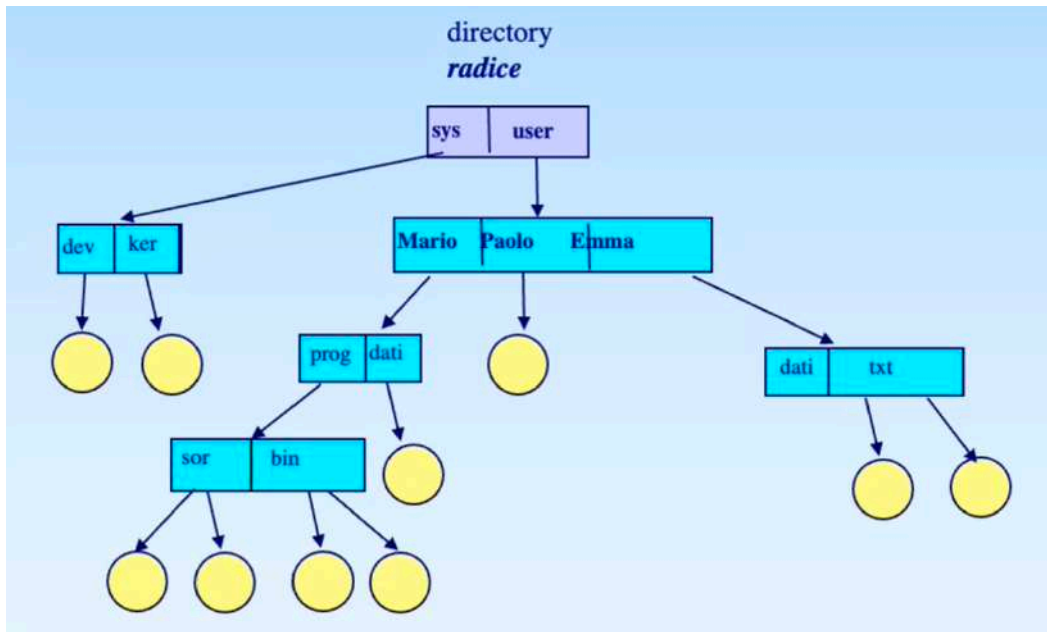 directory
radice
sys user
dev ker
Mario Paolo Emma
prog dati
dati txt
sor bin